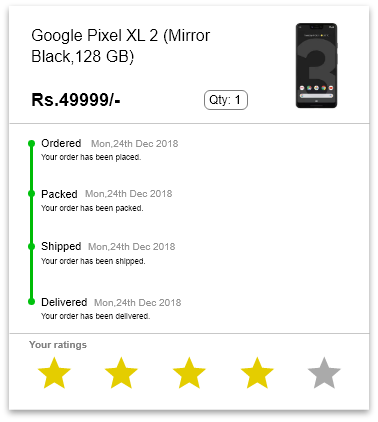 Google Pixel XL 2 (Mirror
Black,128 GB)
Rs.49999/-
Qty: 1
Ordered Mon,24th Dec 2018
Your order has been placed.
Packed Mon,24th Dec 2018
Your order has been packed.
Shipped Mon,24th Dec 2018
Your order has been shipped.
Delivered Mon,24th Dec 2018
Your order has been delivered.
Your ratings